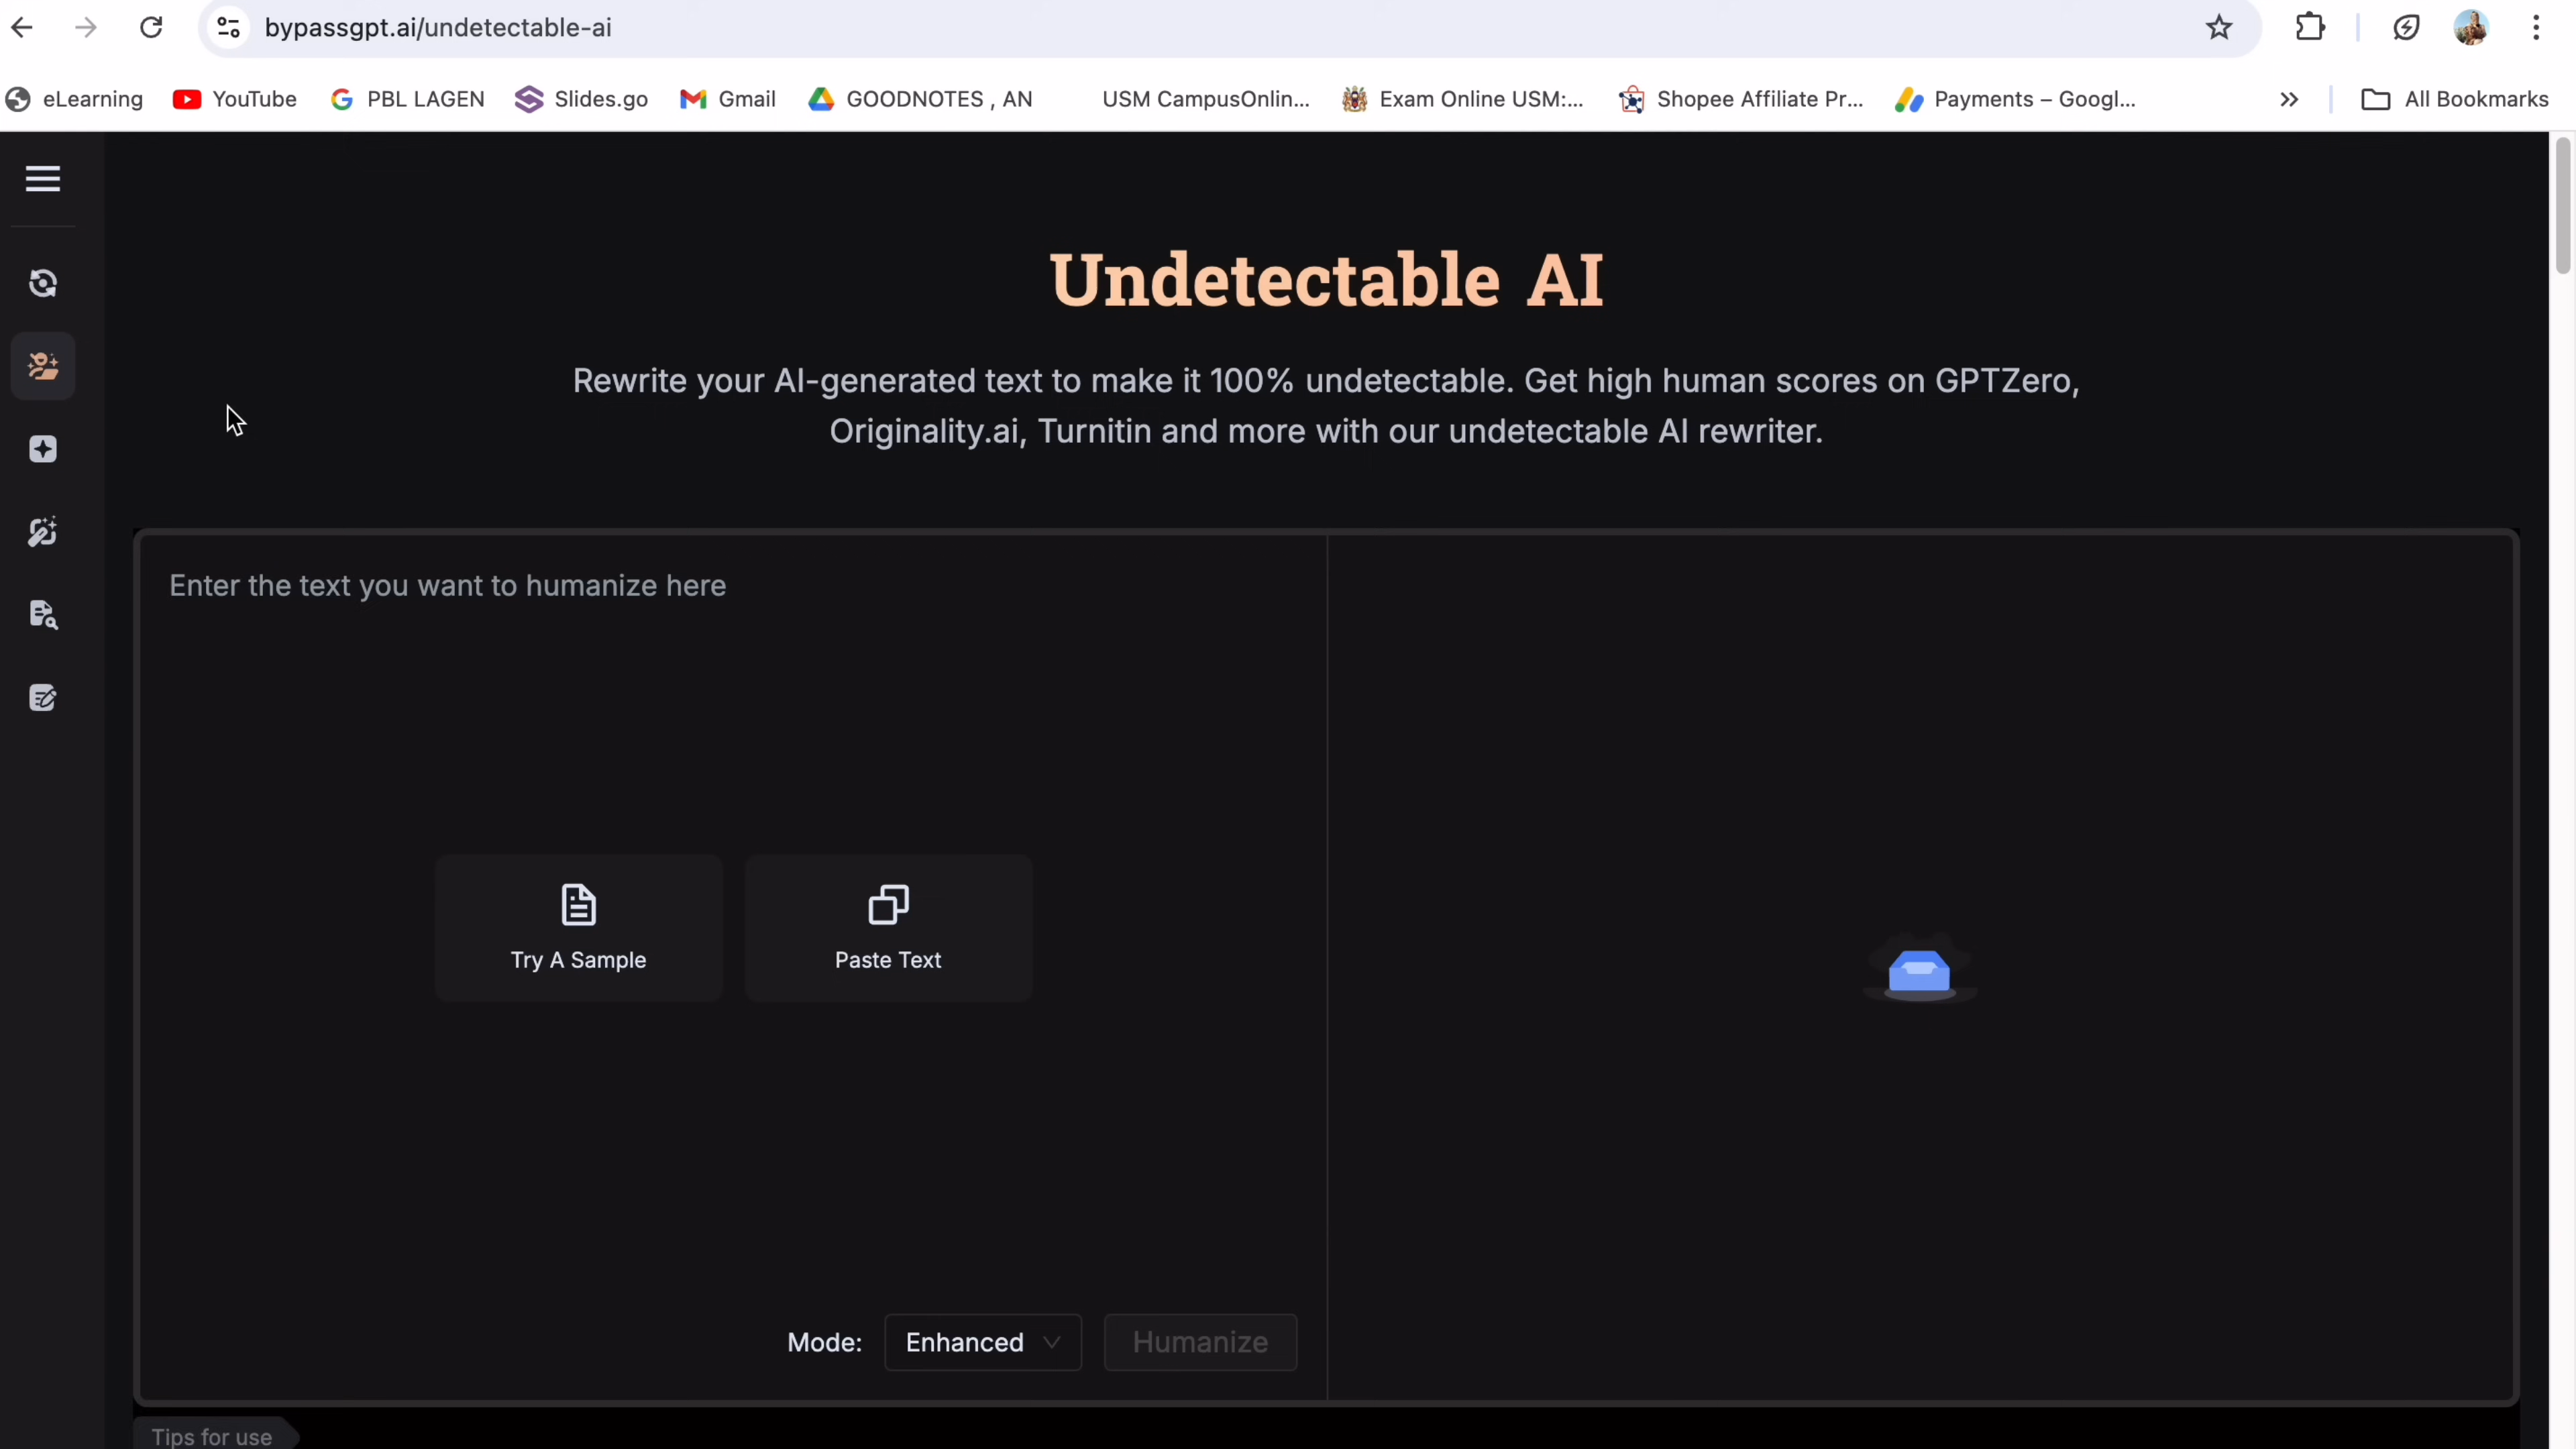 bypassgpt.ai/undetectable-ai
eLearning YouTube PBL LAGEN Slides.go Gmail GOODNOTES , AN USM CampusOnlin... Exam Online USM:... Shopee Affiliate Pr... Payments – Googl... All Bookmarks
Undetectable AI
Rewrite your AI-generated text to make it 100% undetectable. Get high human scores on GPTZero,
Originality.ai, Turnitin and more with our undetectable AI rewriter.
Enter the text you want to humanize here
Try A Sample Paste Text
Mode: Enhanced Humanize
Tips for use